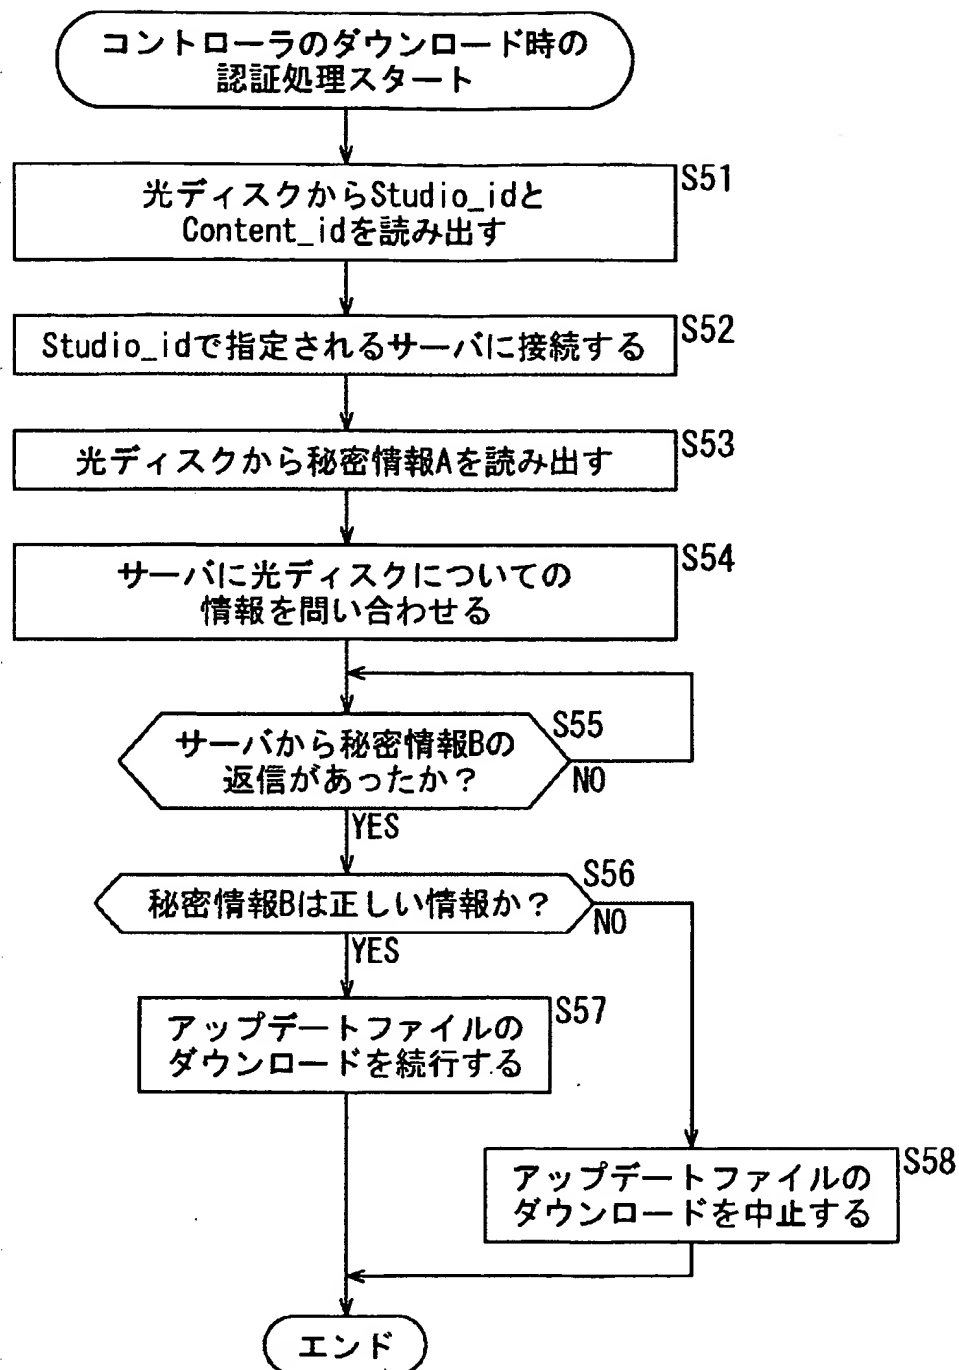 コントローラのダウンロード時の
認証処理スタート
S51
光ディスクからStudio_idと
Content_idを読み出す
S52
Studio_idで指定されるサーバに接続する
S53
光ディスクから秘密情報Aを読み出す
S54
サーバに光ディスクについての
情報を問い合わせる
S55
サーバから秘密情報Bの
返信があったか？
NO
YES
S56
秘密情報Bは正しい情報か？
NO
YES
S57
アップデートファイルの
ダウンロードを続行する
S58
アップデートファイルの
ダウンロードを中止する
エンド